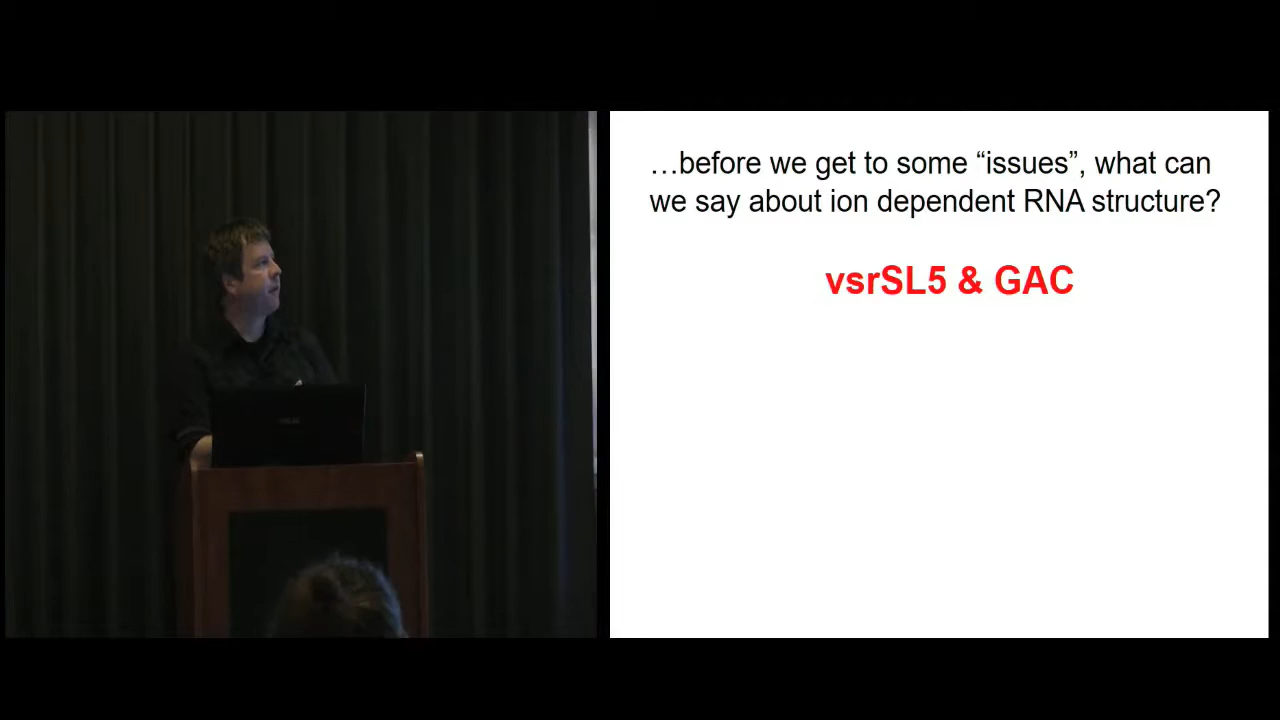 …before we get to some “issues”, what can
we say about ion dependent RNA structure?
vsrSL5 & GAC